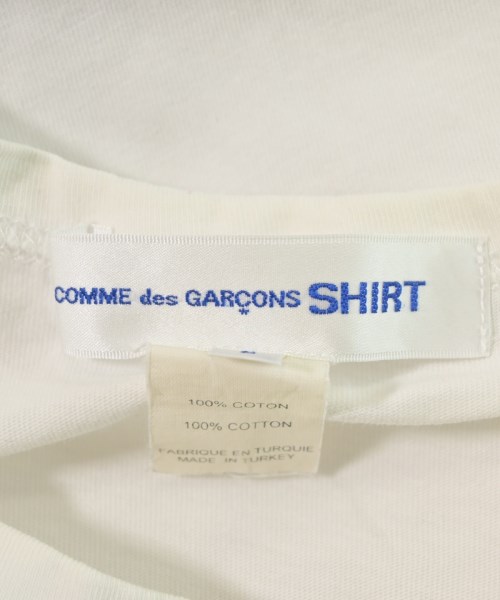 COMME des GARÇONS SHIRT
100% COTON
100% COTTON
FABRIQUE EN TURQUIE
MADE IN TURKEY